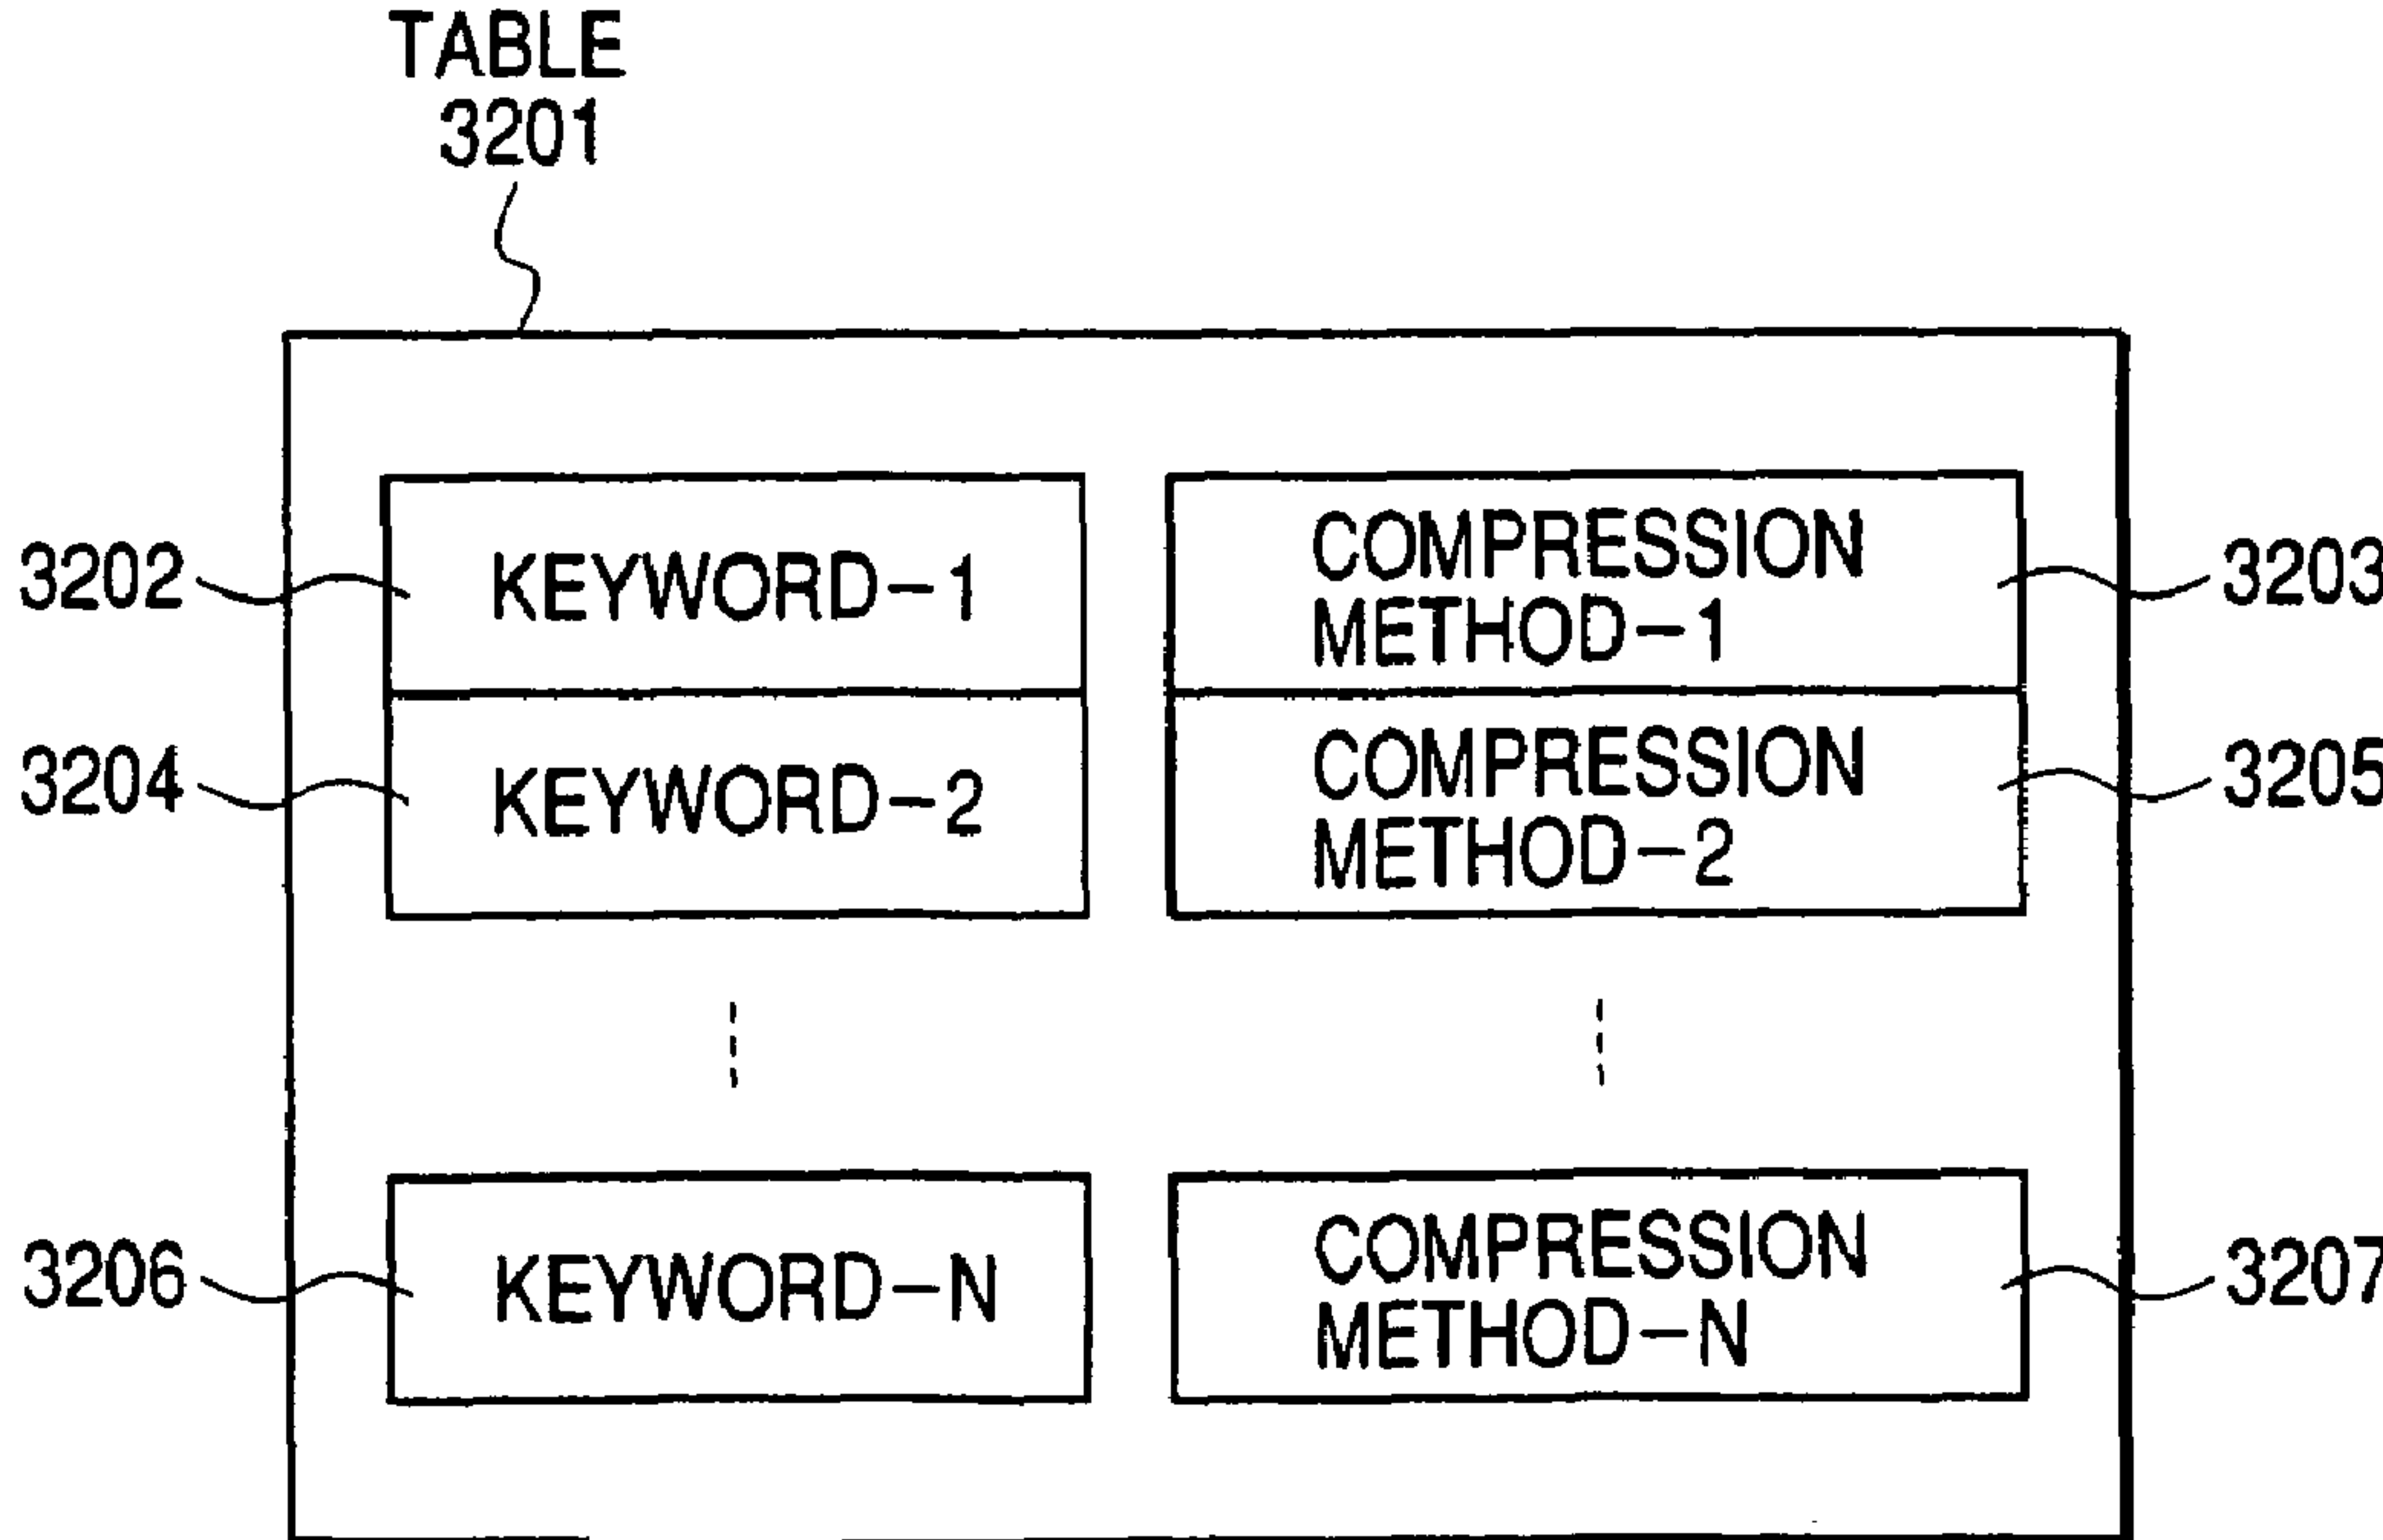 TABLE
3201
3202
KEYWORD-1
COMPRESSION
METHOD-1
3203
3204
KEYWORD-2
COMPRESSION
METHOD-2
3205
3206
KEYWORD-N
COMPRESSION
METHOD-N
3207